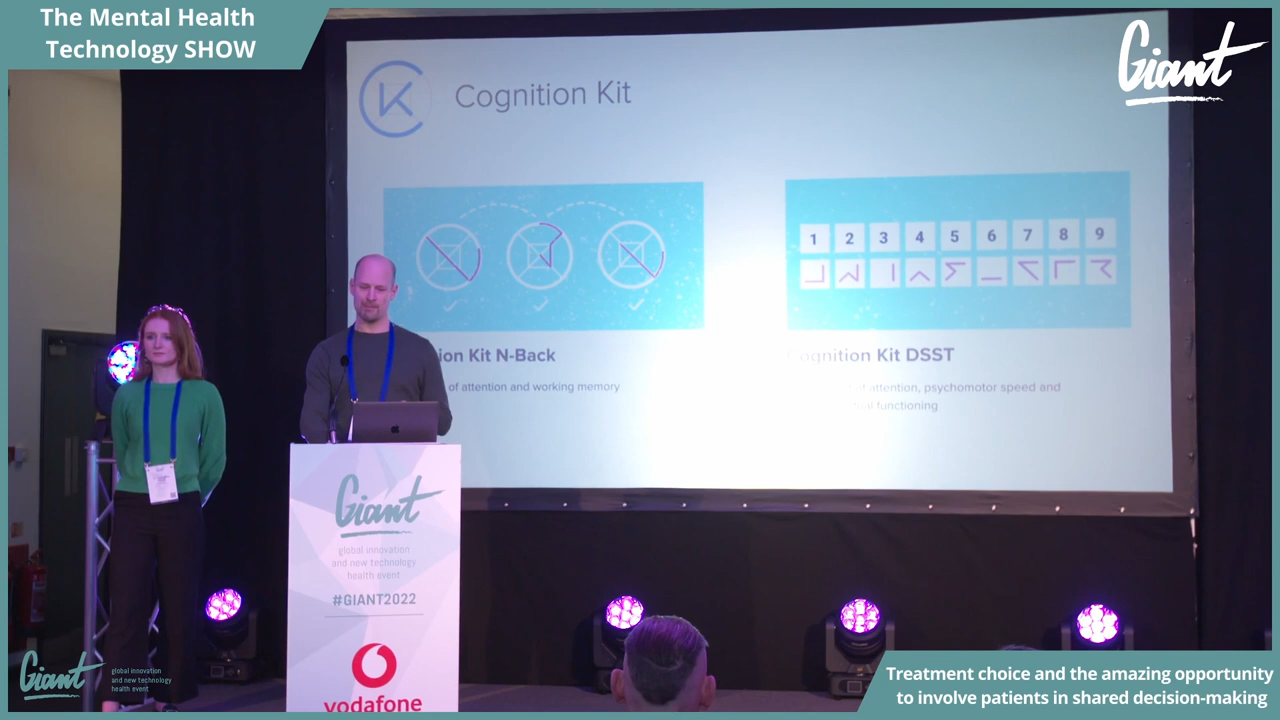 The Mental Health
Technology SHOW
Giant
Cognition Kit
1 2 3 4 5 6 7 8 9
ion Kit N-Back
Cognition Kit DSST
of attention and working memory
of attention, psychomotor speed and
functioning
Giant
global innovation
and new technology
health event
#GIANT2022
vodafone
Giant
global innovation
and new technology
health event
Treatment choice and the amazing opportunity
to involve patients in shared decision-making